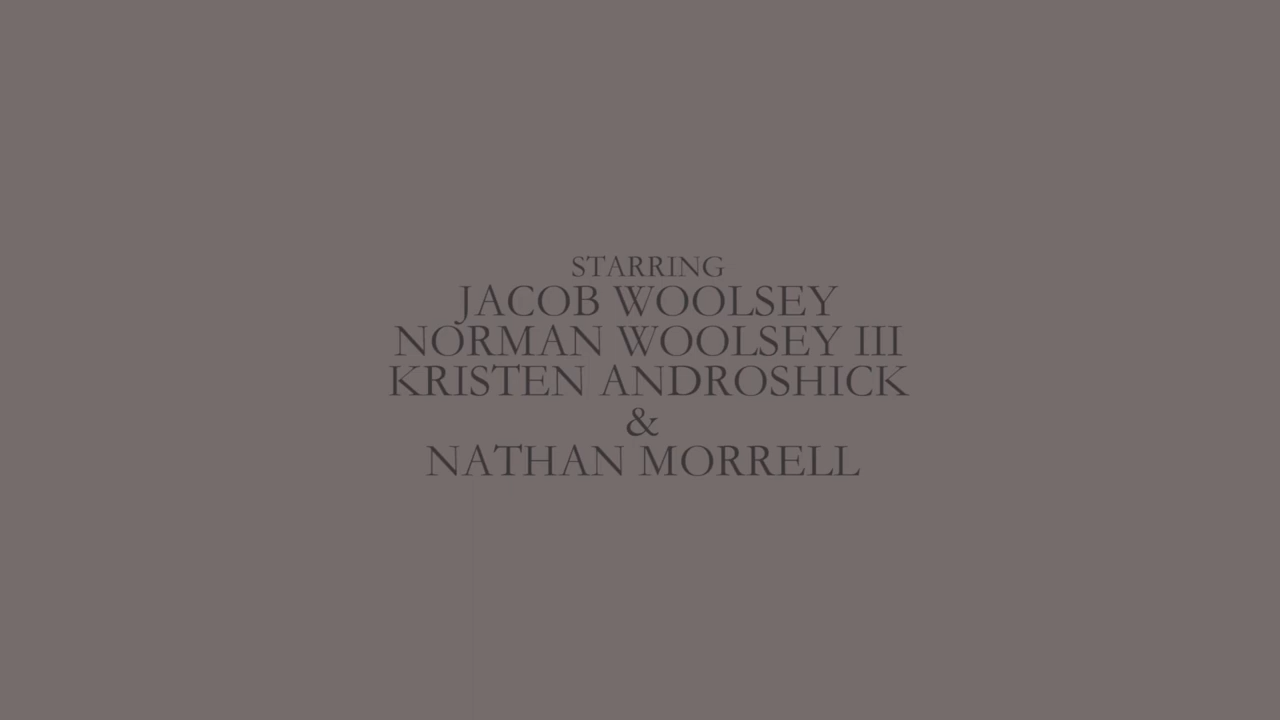 STARRING
JACOB WOOLSEY
NORMAN WOOLSEY III
KRISTEN ANDROSHICK
&
NATHAN MORRELL